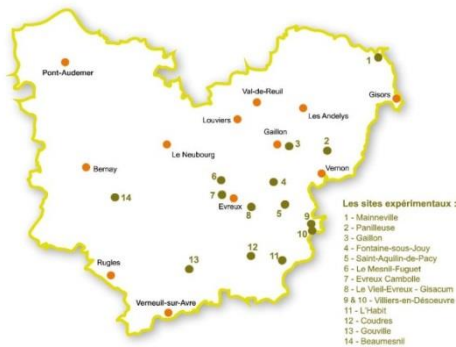 1
Pont-Audemer
Gisors
Val-de-Reuil
Les Andelys
Louviers
Gaillon
3
2
Le Neubourg
Bernay
Vernon
6
4
7
14
Evreux
8
5
9
10
12
11
13
Rugles
Verneuil-sur-Avre
Les sites expérimentaux :
1 - Mainneville
2 - Panilleuse
3 - Gaillon
4 - Fontaine-sous-Jouy
5 - Saint-Aquilin-de-Pacy
6 - Le Mesnil-Fuguet
7 - Evreux Cambolle
8 - Le Vieil-Evreux - Gisacum
9 & 10 - Villiers-en-Désoeuvre
11 - L'Habit
12 - Coudres
13 - Gouville
14 - Beaumesnil